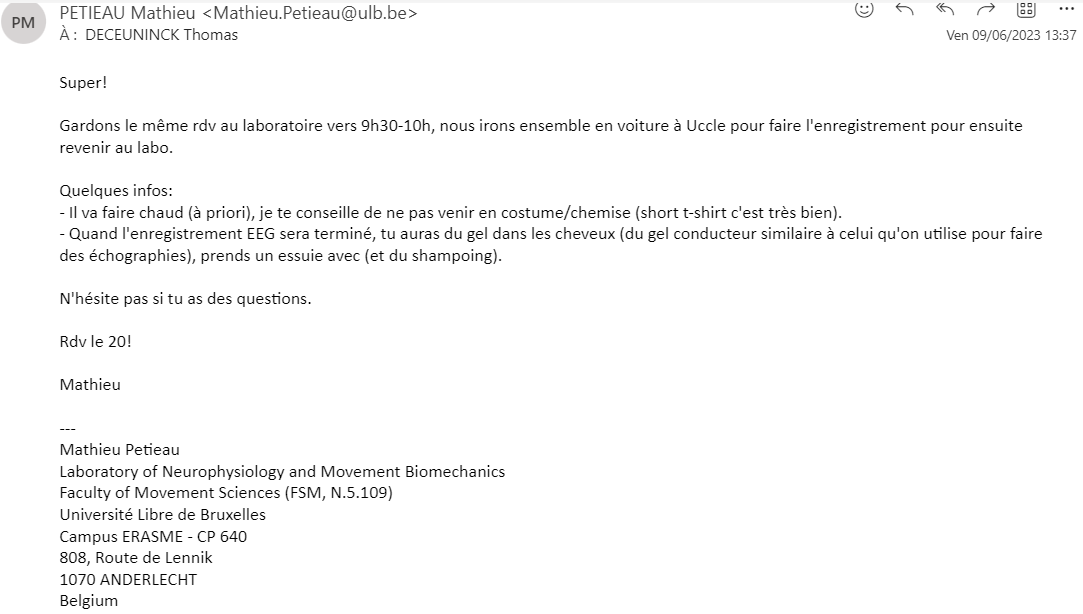 PM
PETIEAU Mathieu <Mathieu.Petieau@ulb.be>
À : DECEUNINCK Thomas
Ven 09/06/2023 13:37
Super!
Gardons le même rdv au laboratoire vers 9h30-10h, nous irons ensemble en voiture à Uccle pour faire l'enregistrement pour ensuite
revenir au labo.
Quelques infos:
- Il va faire chaud (à priori), je te conseille de ne pas venir en costume/chemise (short t-shirt c'est très bien).
- Quand l'enregistrement EEG sera terminé, tu auras du gel dans les cheveux (du gel conducteur similaire à celui qu'on utilise pour faire
des échographies), prends un essuie avec (et du shampoing).
N'hésite pas si tu as des questions.
Rdv le 20!
Mathieu
---
Mathieu Petieau
Laboratory of Neurophysiology and Movement Biomechanics
Faculty of Movement Sciences (FSM, N.5.109)
Université Libre de Bruxelles
Campus ERASME - CP 640
808, Route de Lennik
1070 ANDERLECHT
Belgium